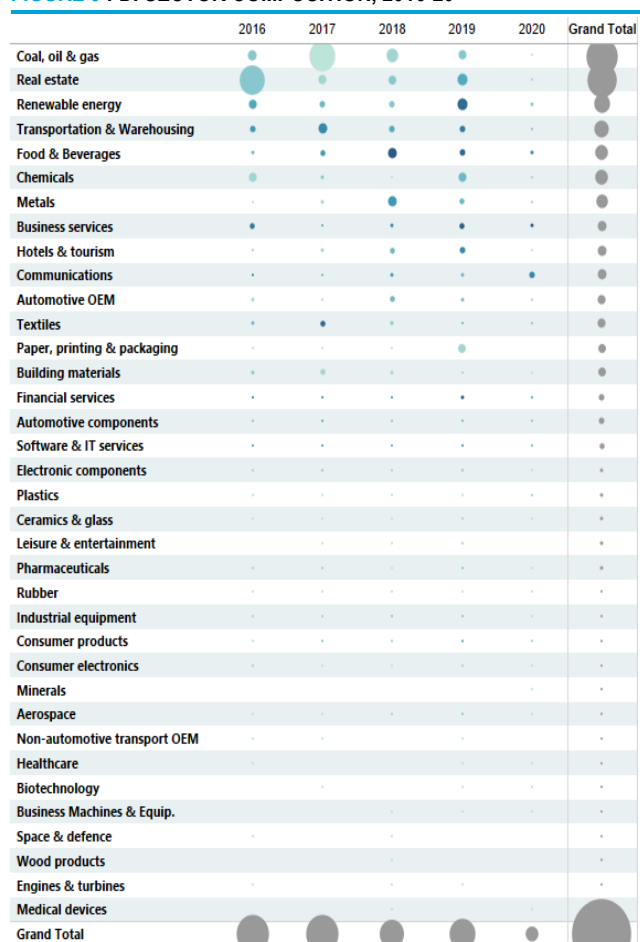 2016 2017 2018 2019 2020 Grand Total
Coal, oil & gas
Real estate
Renewable energy
Transportation & Warehousing
Food & Beverages
Chemicals
Metals
Business services
Hotels & tourism
Communications
Automotive OEM
Textiles
Paper, printing & packaging
Building materials
Financial services
Automotive components
Software & IT services
Electronic components
Plastics
Ceramics & glass
Leisure & entertainment
Pharmaceuticals
Rubber
Industrial equipment
Consumer products
Consumer electronics
Minerals
Aerospace
Non-automotive transport OEM
Healthcare
Biotechnology
Business Machines & Equip.
Space & defence
Wood products
Engines & turbines
Medical devices
Grand Total